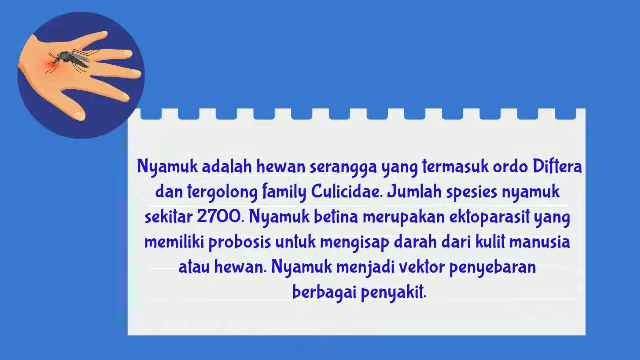 Nyamuk adalah hewan serangga yang termasuk ordo Diftera
dan tergolong family Culicidae. Jumlah spesies nyamuk
sekitar 2700. Nyamuk betina merupakan ektoparasit yang
memiliki probosis untuk mengisap darah dari kulit manusia
atau hewan. Nyamuk menjadi vektor penyebaran
berbagai penyakit.